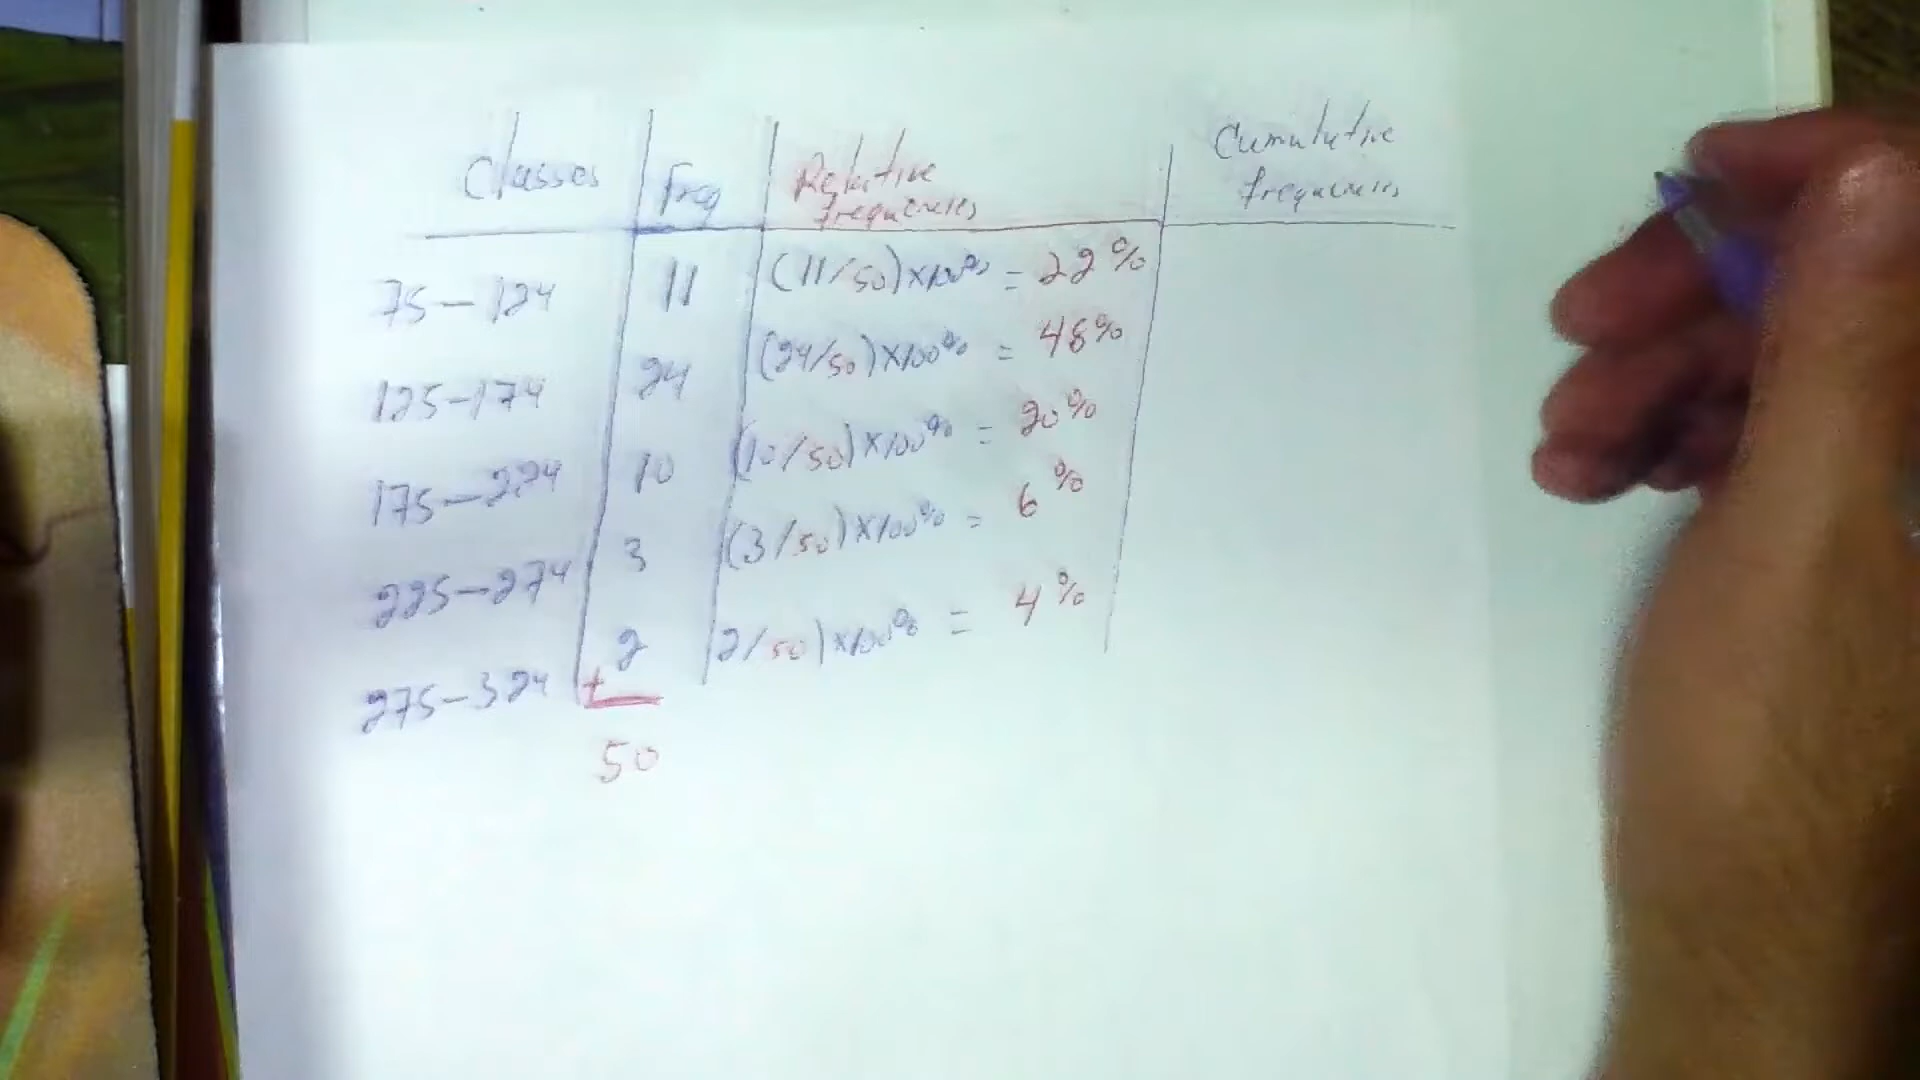 Classes Freq Relative frequencies Cumulative frequencies
75-124 11 (11/50)x100% = 22%
125-174 24 (24/50)x100% = 48%
175-224 10 (10/50)x100% = 20%
225-274 3 (3/50)x100% = 6%
275-324 + 2 2/50)x100% = 4%
50